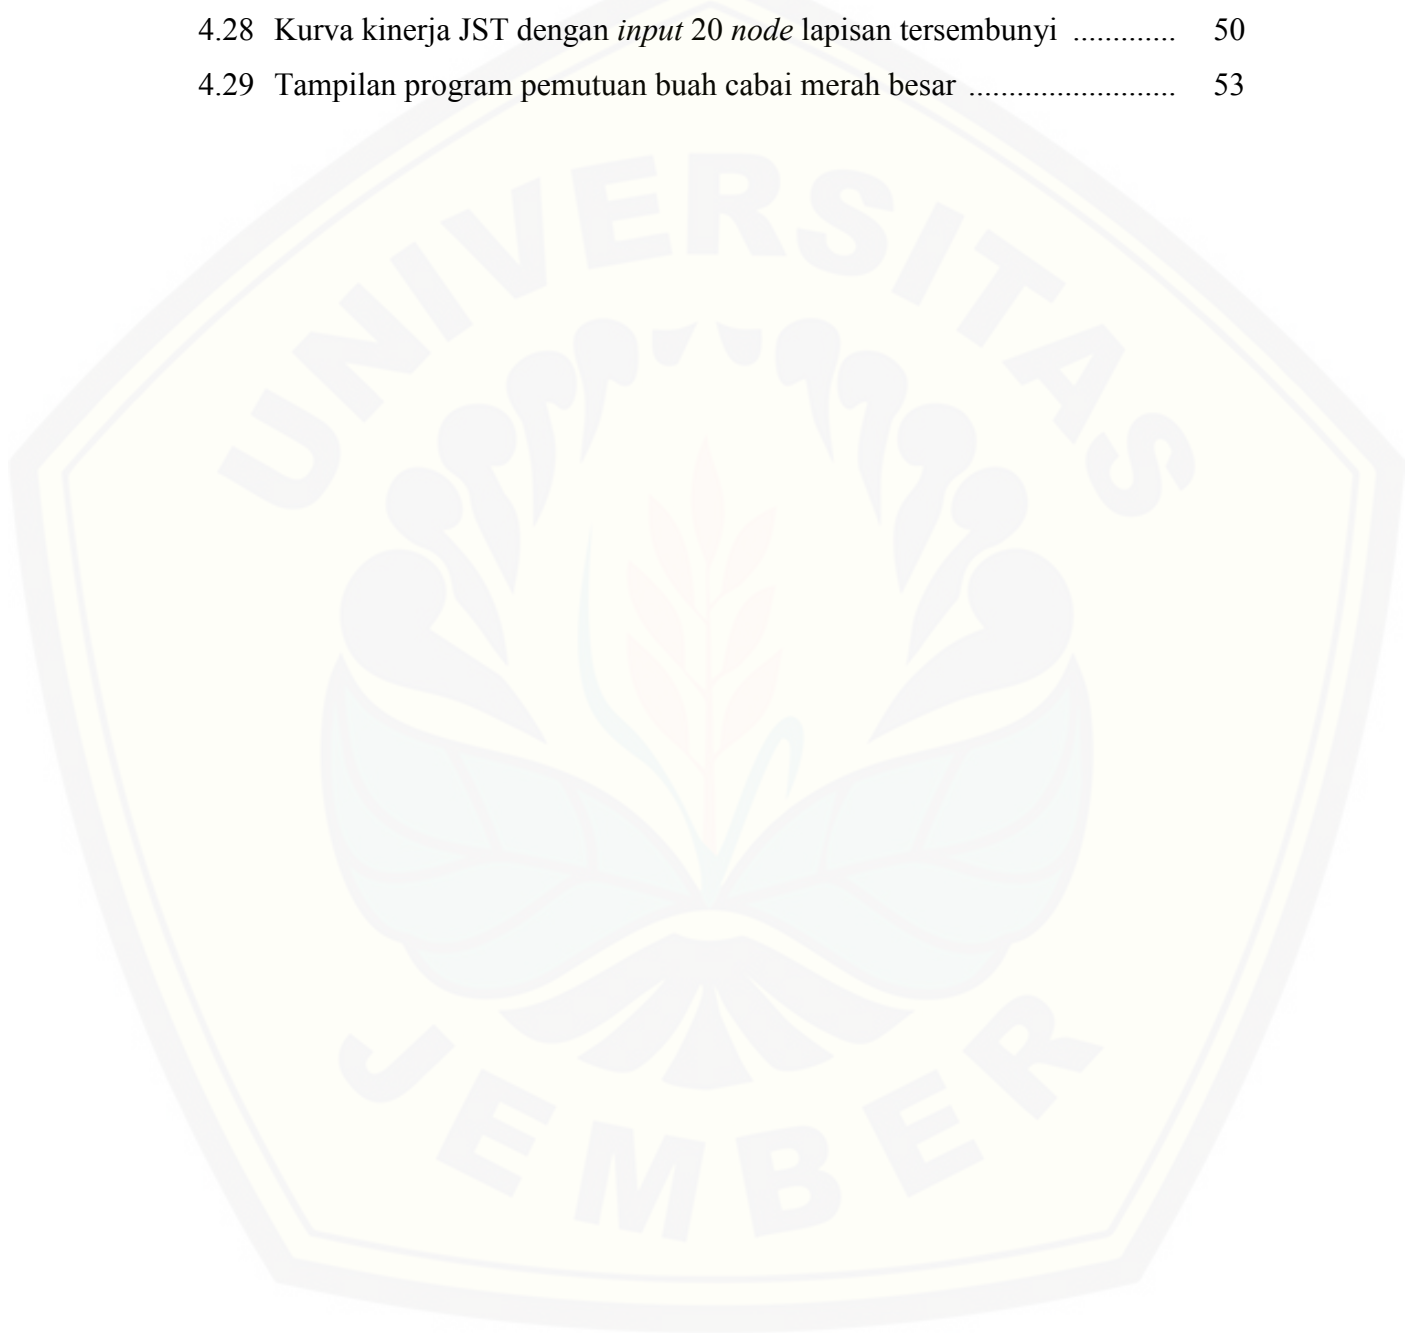 4.28 Kurva kinerja JST dengan input 20 node lapisan tersembunyi ............. 50
4.29 Tampilan program pemutuan buah cabai merah besar .......................... 53
UNIVERSITAS
JEMBER